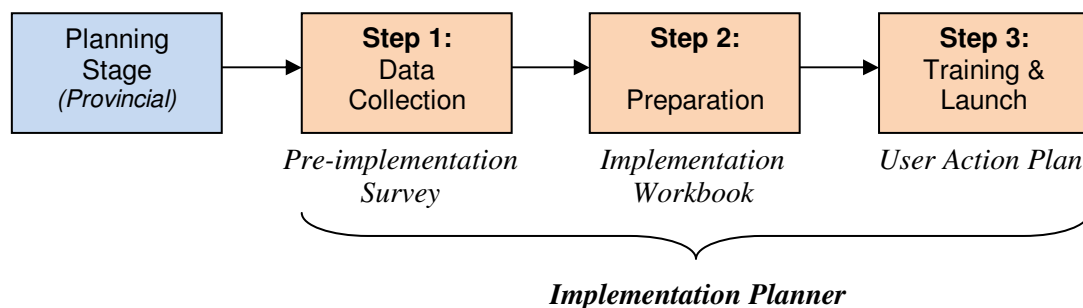 Planning
Stage
(Provincial)
Step 1:
Data
Collection
Step 2:
Preparation
Step 3:
Training &
Launch
Pre-implementation
Survey
Implementation
Workbook
User Action Plan
Implementation Planner